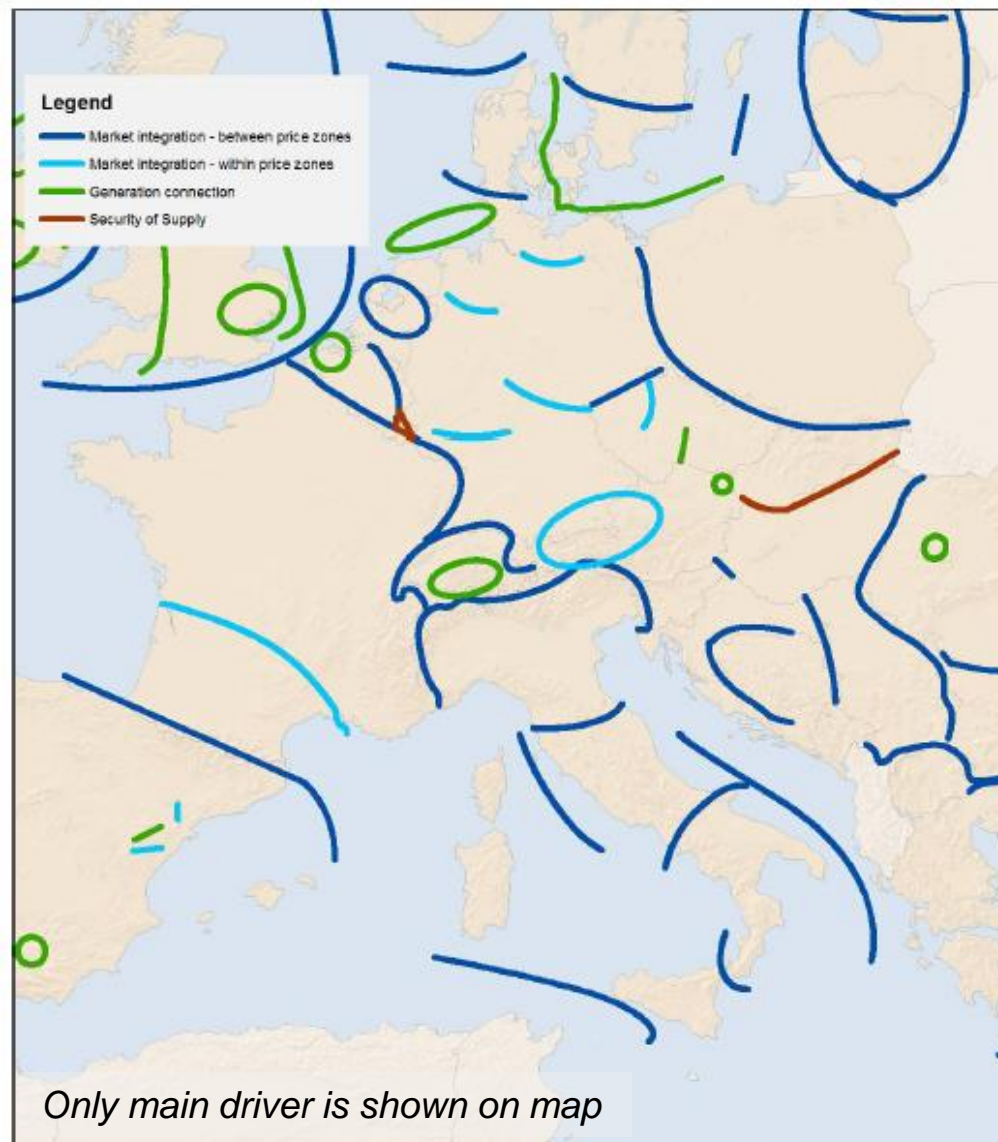 Legend
Market integration - between price zones
Market integration - within price zones
Generation connection
Security of Supply
Only main driver is shown on map